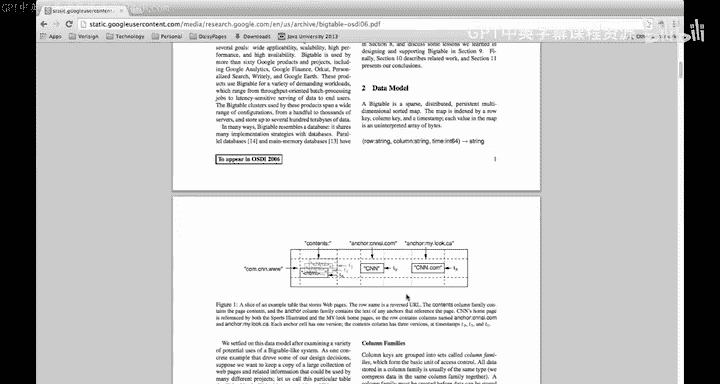 GPT中英字幕课程资源
static.googleusercontent.com/me
static.googleusercontent.com/media/research.google.com/en/us/archive/bigtable-osdi06.pdf
Apps
Verisign
Technology
Apache
DaisyPages
Downloads
Java University 2013
several goals: wide applicability, scalability, high per-
formance, and high availability. Bigtable is used by
more than sixty Google products and projects, includ-
ing Google Analytics, Google Finance, Orkut, Person-
alized Search, Writely, and Google Earth. These prod-
ucts use Bigtable for a variety of demanding workloads,
which range from throughput-oriented batch-processing
jobs to latency-sensitive serving of data to end users.
The Bigtable clusters used by these products span a wide
range of configurations, from a handful to thousands of
servers, and store up to several hundred terabytes of data.
In many ways, Bigtable resembles a database: it shares
many implementation strategies with databases. Paral-
lel databases [14] and main-memory databases [13] have
To appear in OSDI 2006
in Section 8, and discuss some lessons we learned in
designing and supporting Bigtable in Section 9. Fi-
nally, Section 10 describes related work, and Section 11
presents our conclusions.
2 Data Model
A Bigtable is a sparse, distributed, persistent multi-
dimensional sorted map. The map is indexed by a row
key, column key, and a timestamp; each value in the map
is an uninterpreted array of bytes.
(row:string, column:string, time:int64) → string
1
"contents:"
"anchor:cnnsi.com"
"anchor:my.look.ca"
"com.cnn.www"
"CNN"
"CNN.com"
Figure 1: A slice of an example table that stores Web pages. The row name is a reversed URL. The contents column family con-
tains the page contents, and the anchor column family contains the text of any anchors that reference the page. CNN's home page
is referenced by both the Sports Illustrated and the MY-look home pages, so the row contains columns named anchor:cnnsi.com
and anchor:my.look.ca. Each anchor cell has one version; the contents column has three versions, at timestamps
We settled on this data model after examining a variety
of potential uses of a Bigtable-like system. As one con-
crete example that drove some of our design decisions,
suppose we want to keep a copy of a large collection of
web pages and related information that could be used by
many different projects; let us call this particular table
Column Families
Column keys are grouped into sets called column fami-
lies, which form the basic unit of access control. All data
stored in a column family is usually of the same type (we
compress data in the same column family together). A